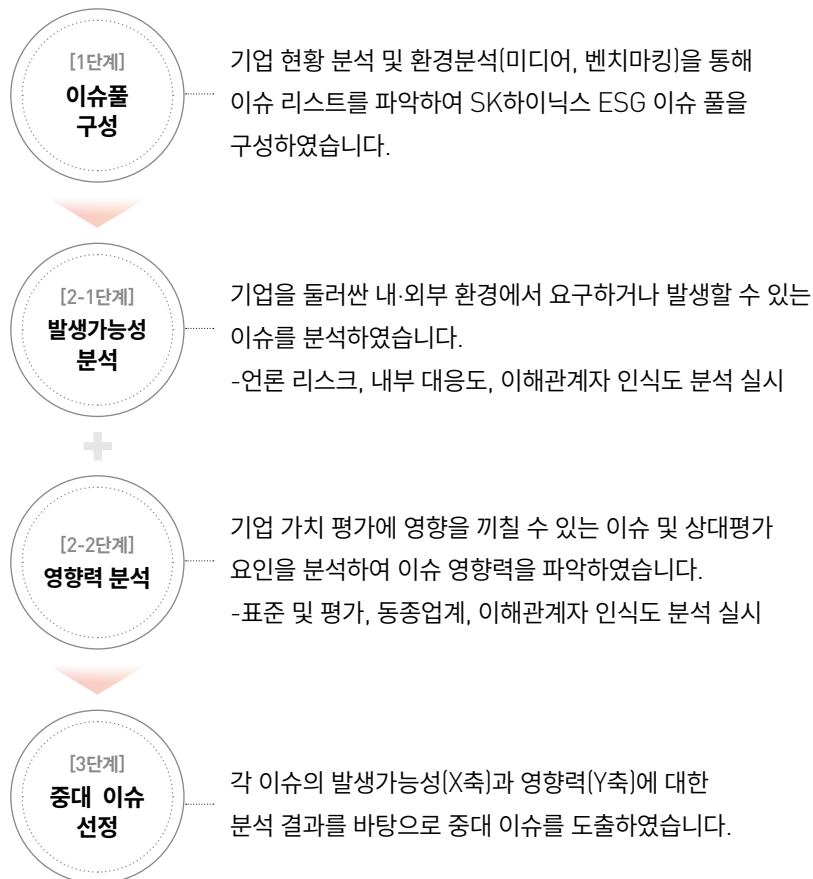 [1단계]
이슈풀
구성
기업 현황 분석 및 환경분석(미디어, 벤치마킹)을 통해
이슈 리스트를 파악하여 SK하이닉스 ESG 이슈 풀을
구성하였습니다.
[2-1단계]
발생가능성
분석
기업을 둘러싼 내·외부 환경에서 요구하거나 발생할 수 있는
이슈를 분석하였습니다.
-언론 리스크, 내부 대응도, 이해관계자 인식도 분석 실시
[2-2단계]
영향력 분석
기업 가치 평가에 영향을 끼칠 수 있는 이슈 및 상대평가
요인을 분석하여 이슈 영향력을 파악하였습니다.
-표준 및 평가, 동종업계, 이해관계자 인식도 분석 실시
[3단계]
중대 이슈
선정
각 이슈의 발생가능성(X축)과 영향력(Y축)에 대한
분석 결과를 바탕으로 중대 이슈를 도출하였습니다.